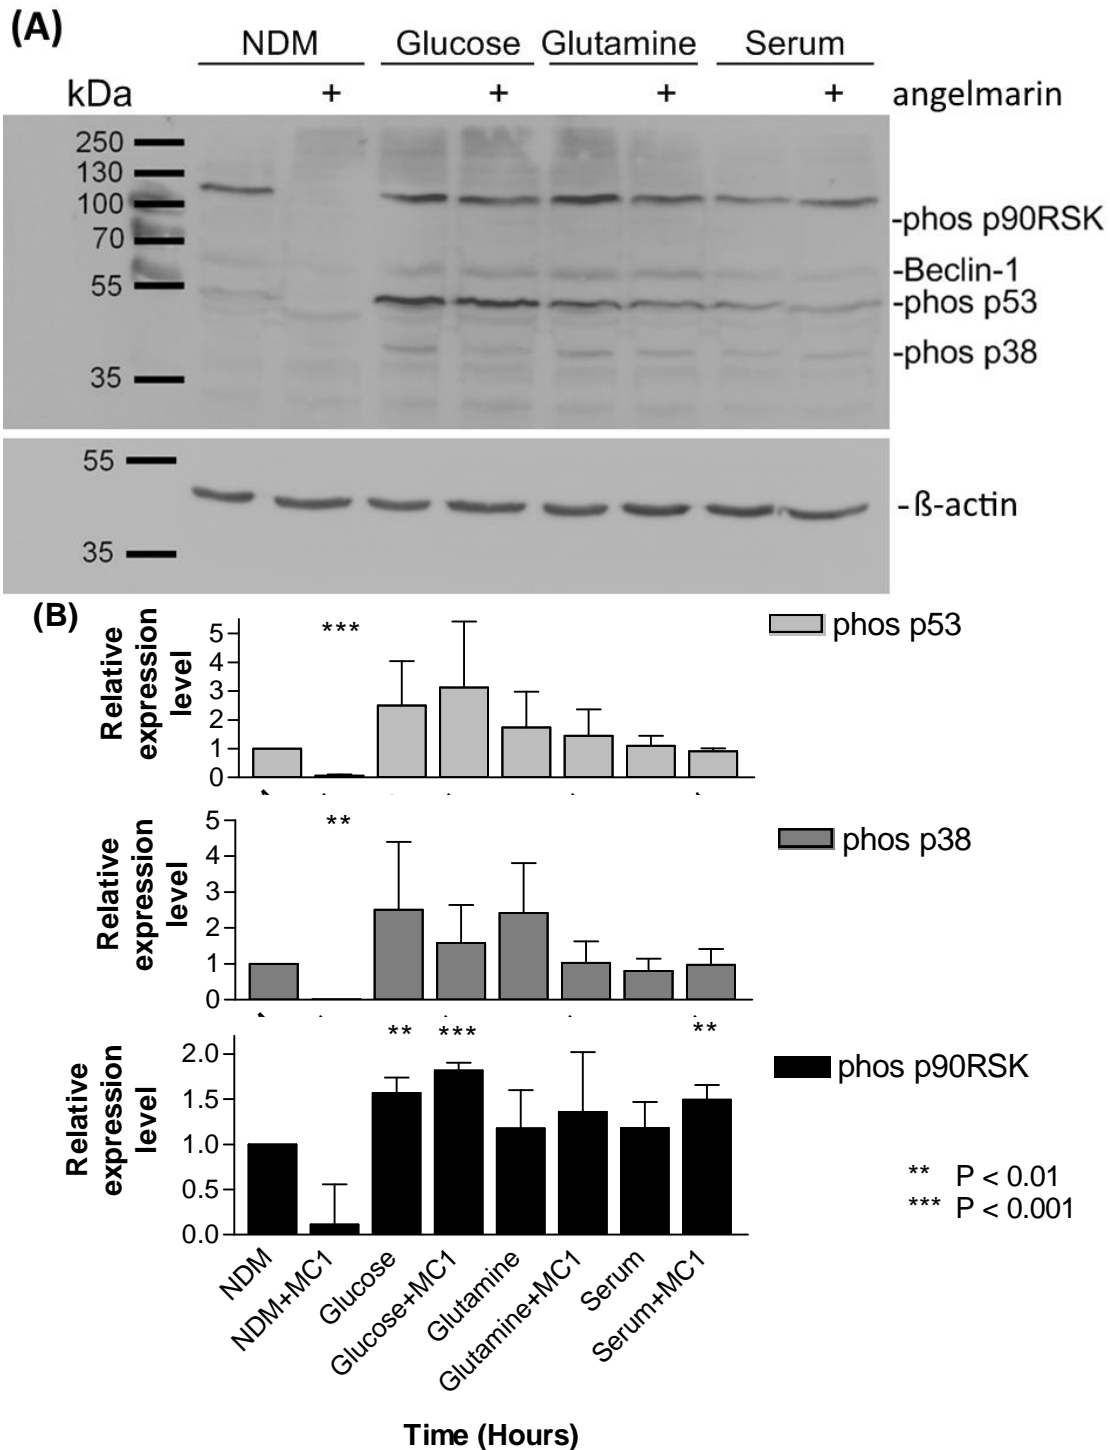 (A)
NDM Glucose Glutamine Serum
kDa + + + + angelmarin
250
130
100
70
55
35
-phos p90RSK
-Beclin-1
-phos p53
-phos p38
55
35
-ß-actin
(B)
Relative
expression
level
5
4
3
2
1
0
***
phos p53
Relative
expression
level
5
4
3
2
1
0
**
phos p38
Relative
expression
level
2.0
1.5
1.0
0.5
0.0
** *** **
phos p90RSK
** P < 0.01
*** P < 0.001
NDM
NDM+MC1
Glucose
Glucose+MC1
Glutamine
Glutamine+MC1
Serum
Serum+MC1
Time (Hours)